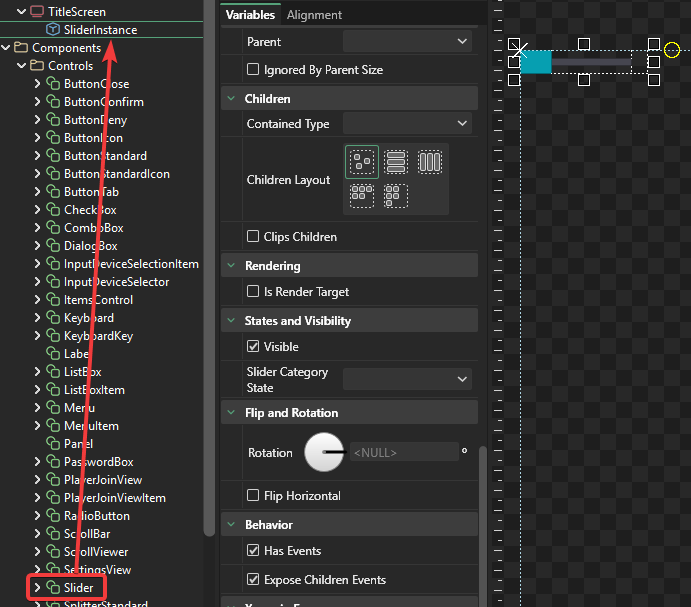 TitleScreen
SliderInstance
Components
Controls
ButtonClose
ButtonConfirm
ButtonDeny
ButtonIcon
ButtonStandard
ButtonStandardIcon
ButtonTab
CheckBox
ComboBox
DialogBox
InputDeviceSelectionItem
InputDeviceSelector
ItemsControl
Keyboard
KeyboardKey
Label
ListBox
ListBoxItem
Menu
MenuItem
Panel
PasswordBox
PlayerJoinView
PlayerJoinViewItem
RadioButton
ScrollBar
ScrollViewer
SettingsView
Slider
SplitterStandard
Variables
Alignment
Parent
Ignored By Parent Size
Children
Contained Type
Children Layout
Clips Children
Rendering
Is Render Target
States and Visibility
Visible
Slider Category
State
Flip and Rotation
Rotation
<NULL>
°
Flip Horizontal
Behavior
Has Events
Expose Children Events